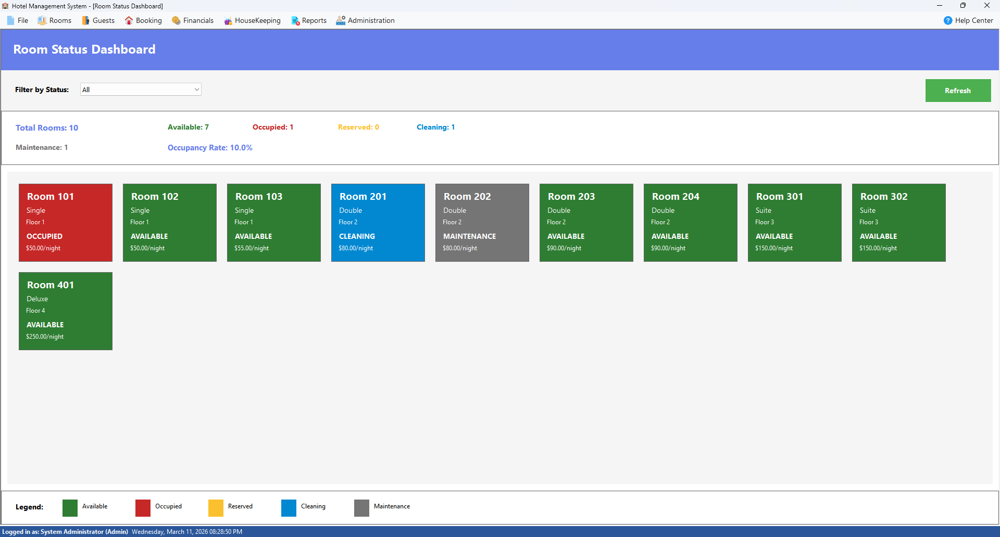 Hotel Management System - [Room Status Dashboard]
File Rooms Guests Booking Financials HouseKeeping Reports Administration ? Help Center
Room Status Dashboard
Filter by Status: All Refresh
Total Rooms: 10 Available: 7 Occupied: 1 Reserved: 0 Cleaning: 1
Maintenance: 1 Occupancy Rate: 10.0%
Room 101
Single
Floor 1
OCCUPIED
$50.00/night
Room 102
Single
Floor 1
AVAILABLE
$50.00/night
Room 103
Single
Floor 1
AVAILABLE
$55.00/night
Room 201
Double
Floor 2
CLEANING
$80.00/night
Room 202
Double
Floor 2
MAINTENANCE
$80.00/night
Room 203
Double
Floor 2
AVAILABLE
$90.00/night
Room 204
Double
Floor 2
AVAILABLE
$90.00/night
Room 301
Suite
Floor 3
AVAILABLE
$150.00/night
Room 302
Suite
Floor 3
AVAILABLE
$150.00/night
Room 401
Deluxe
Floor 4
AVAILABLE
$250.00/night
Legend: Available Occupied Reserved Cleaning Maintenance
Logged in as: System Administrator (Admin) Wednesday, March 11, 2026 08:28:50 PM